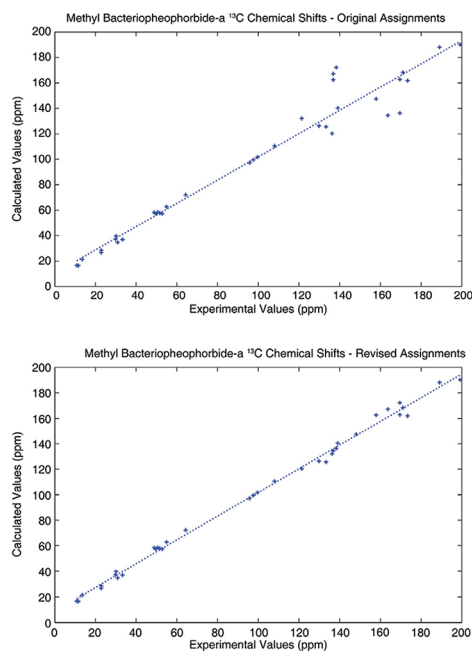 Methyl Bacteriopheophorbide-a ¹³C Chemical Shifts - Original Assignments
200
180
160
140
120
100
80
60
40
20
0
Calculated Values (ppm)
0 20 40 60 80 100 120 140 160 180 200
Experimental Values (ppm)
Methyl Bacteriopheophorbide-a ¹³C Chemical Shifts - Revised Assignments
200
180
160
140
120
100
80
60
40
20
0
Calculated Values (ppm)
0 20 40 60 80 100 120 140 160 180 200
Experimental Values (ppm)